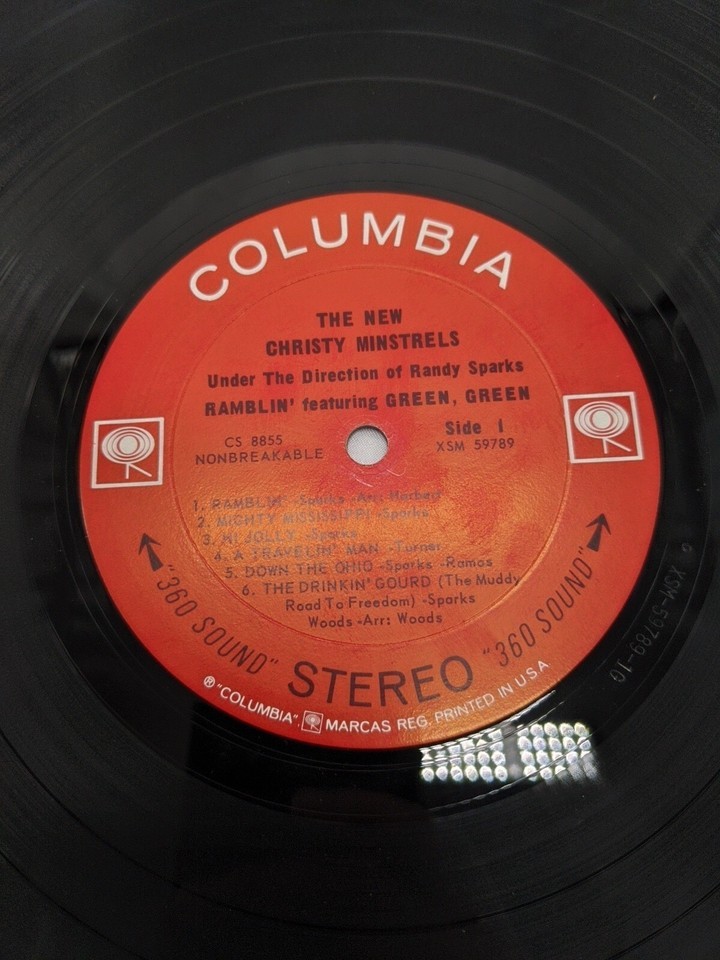 COLUMBIA
THE NEW
CHRISTY MINSTRELS
Under The Direction of Randy Sparks
RAMBLIN' featuring GREEN, GREEN
CS 8855
NONBREAKABLE
Side 1
XSM 59789
1. RAMBLIN' -Sparks -Arr: Herbert
2. MIGHTY MISSISSIPPI -Sparks
3. HI JOLLY -Sparks
4. A TRAVELIN' MAN -Turner
5. DOWN THE OHIO -Sparks -Ramos
6. THE DRINKIN' GOURD (The Muddy
Road To Freedom) -Sparks
Woods -Arr: Woods
"360 SOUND" STEREO "360 SOUND"
® "COLUMBIA", MARCAS REG. PRINTED IN U S A
o XSM-59789-1G